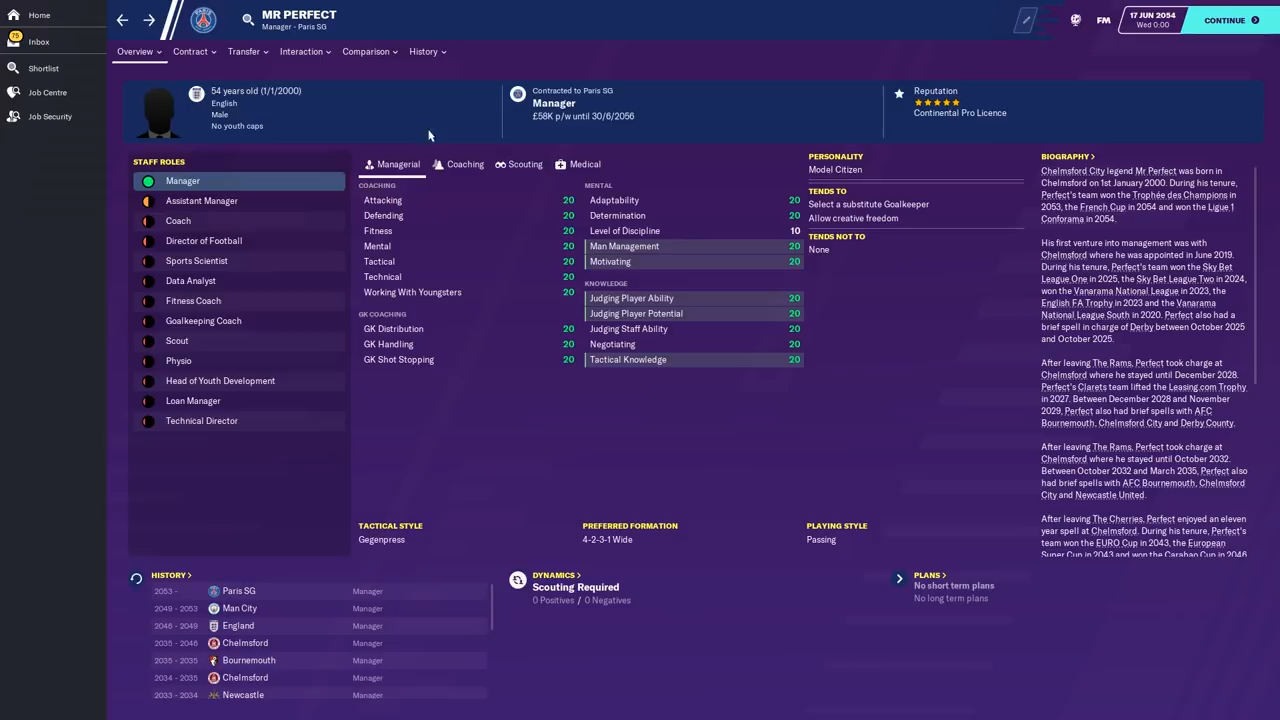 Home
75
Inbox
Shortlist
Job Centre
Job Security
MR PERFECT
Manager - Paris SG
FM
17 JUN 2054
Wed 0:00
CONTINUE
Overview
Contract
Transfer
Interaction
Comparison
History
54 years old (1/1/2000)
English
Male
No youth caps
Contracted to Paris SG
Manager
£58K p/w until 30/6/2056
Reputation
Continental Pro Licence
STAFF ROLES
Manager
Assistant Manager
Coach
Director of Football
Sports Scientist
Data Analyst
Fitness Coach
Goalkeeping Coach
Scout
Physio
Head of Youth Development
Loan Manager
Technical Director
Managerial
Coaching
Scouting
Medical
COACHING
Attacking 20
Defending 20
Fitness 20
Mental 20
Tactical 20
Technical 20
Working With Youngsters 20
GK COACHING
GK Distribution 20
GK Handling 20
GK Shot Stopping 20
MENTAL
Adaptability 20
Determination 20
Level of Discipline 10
Man Management 20
Motivating 20
KNOWLEDGE
Judging Player Ability 20
Judging Player Potential 20
Judging Staff Ability 20
Negotiating 20
Tactical Knowledge 20
PERSONALITY
Model Citizen
TENDS TO
Select a substitute Goalkeeper
Allow creative freedom
TENDS NOT TO
None
TACTICAL STYLE
Gegenpress
PREFERRED FORMATION
4-2-3-1 Wide
PLAYING STYLE
Passing
BIOGRAPHY >
Chelmsford City legend Mr Perfect was born in
Chelmsford on 1st January 2000. During his tenure,
Perfect's team won the Trophée des Champions in
2053, the French Cup in 2054 and won the Ligue 1
Conforama in 2054.
His first venture into management was with
Chelmsford where he was appointed in June 2019.
During his tenure, Perfect's team won the Sky Bet
League One in 2025, the Sky Bet League Two in 2024,
won the Vanarama National League in 2023, the
English FA Trophy in 2023 and the Vanarama
National League South in 2020. Perfect also had a
brief spell in charge of Derby between October 2025
and October 2025.
After leaving The Rams, Perfect took charge at
Chelmsford where he stayed until December 2028.
Perfect's Clarets team lifted the Leasing.com Trophy
in 2027. Between December 2028 and November
2029, Perfect also had brief spells with AFC
Bournemouth, Chelmsford City and Derby County.
After leaving The Rams, Perfect took charge at
Chelmsford where he stayed until October 2032.
Between October 2032 and March 2035, Perfect also
had brief spells with AFC Bournemouth, Chelmsford
City and Newcastle United.
After leaving The Cherries, Perfect enjoyed an eleven
year spell at Chelmsford. During his tenure, Perfect's
team won the EURO Cup in 2043, the European
Super Cup in 2043 and won the Carabao Cup in 2046
HISTORY >
2053 - Paris SG Manager
2049 - 2053 Man City Manager
2046 - 2049 England Manager
2035 - 2046 Chelmsford Manager
2035 - 2035 Bournemouth Manager
2034 - 2035 Chelmsford Manager
2033 - 2034 Newcastle Manager
DYNAMICS >
Scouting Required
0 Positives / 0 Negatives
PLANS >
No short term plans
No long term plans